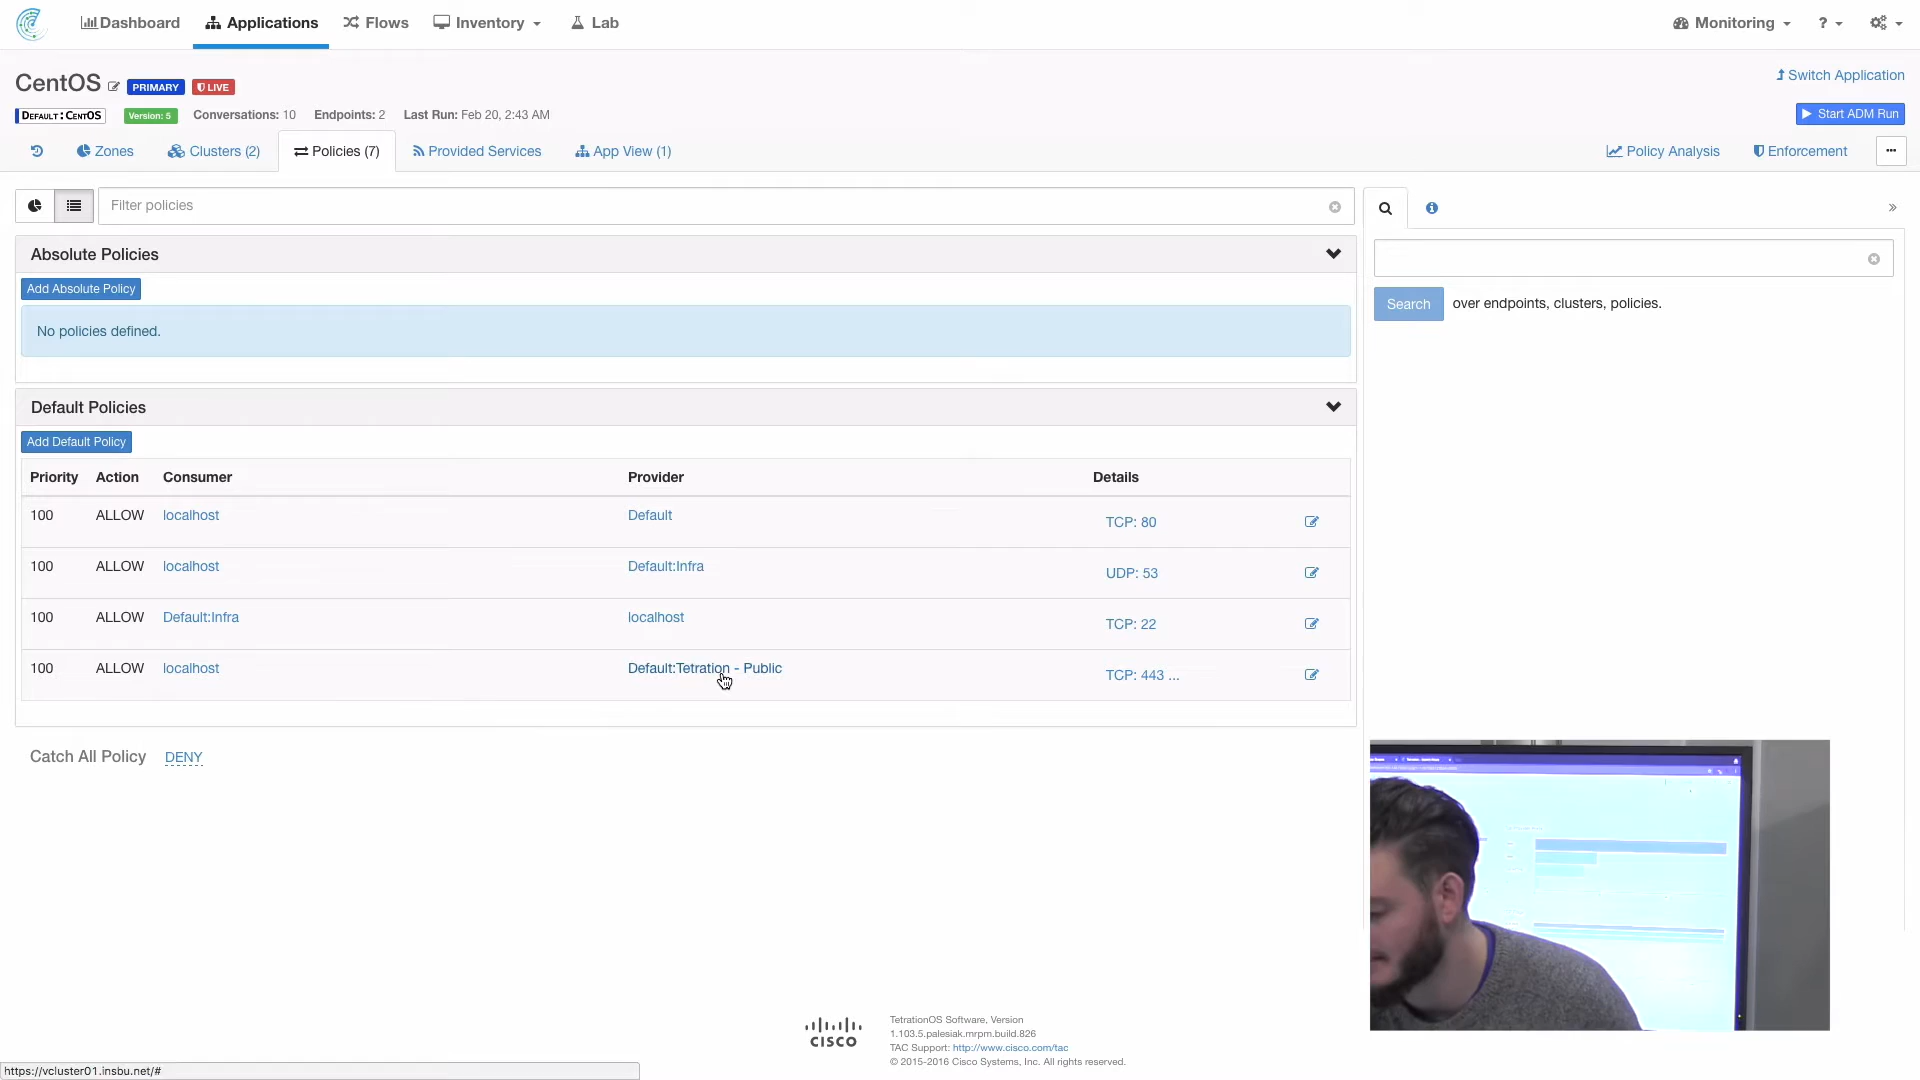 Dashboard Applications Flows Inventory Lab Monitoring ?
CentOS PRIMARY LIVE Switch Application
DEFAULT:CENTOS Version: 5 Conversations: 10 Endpoints: 2 Last Run: Feb 20, 2:43 AM Start ADM Run
Zones Clusters (2) Policies (7) Provided Services App View (1) Policy Analysis Enforcement ...
Filter policies
Absolute Policies
Add Absolute Policy
No policies defined.
Search over endpoints, clusters, policies.
Default Policies
Add Default Policy
Priority ACTION Consumer Provider Details
100 ALLOW localhost Default TCP: 80
100 ALLOW localhost Default:Infra UDP: 53
100 ALLOW Default:Infra localhost TCP: 22
100 ALLOW localhost Default:Tetration - Public TCP: 443 ...
Catch All Policy DENY
CISCO
TetrationOS Software, Version
1.103.5.palesiak.mrpm.build.826
TAC Support: http://www.cisco.com/tac
© 2015-2016 Cisco Systems, Inc. All rights reserved.
https://vcluster01.insbu.net/#